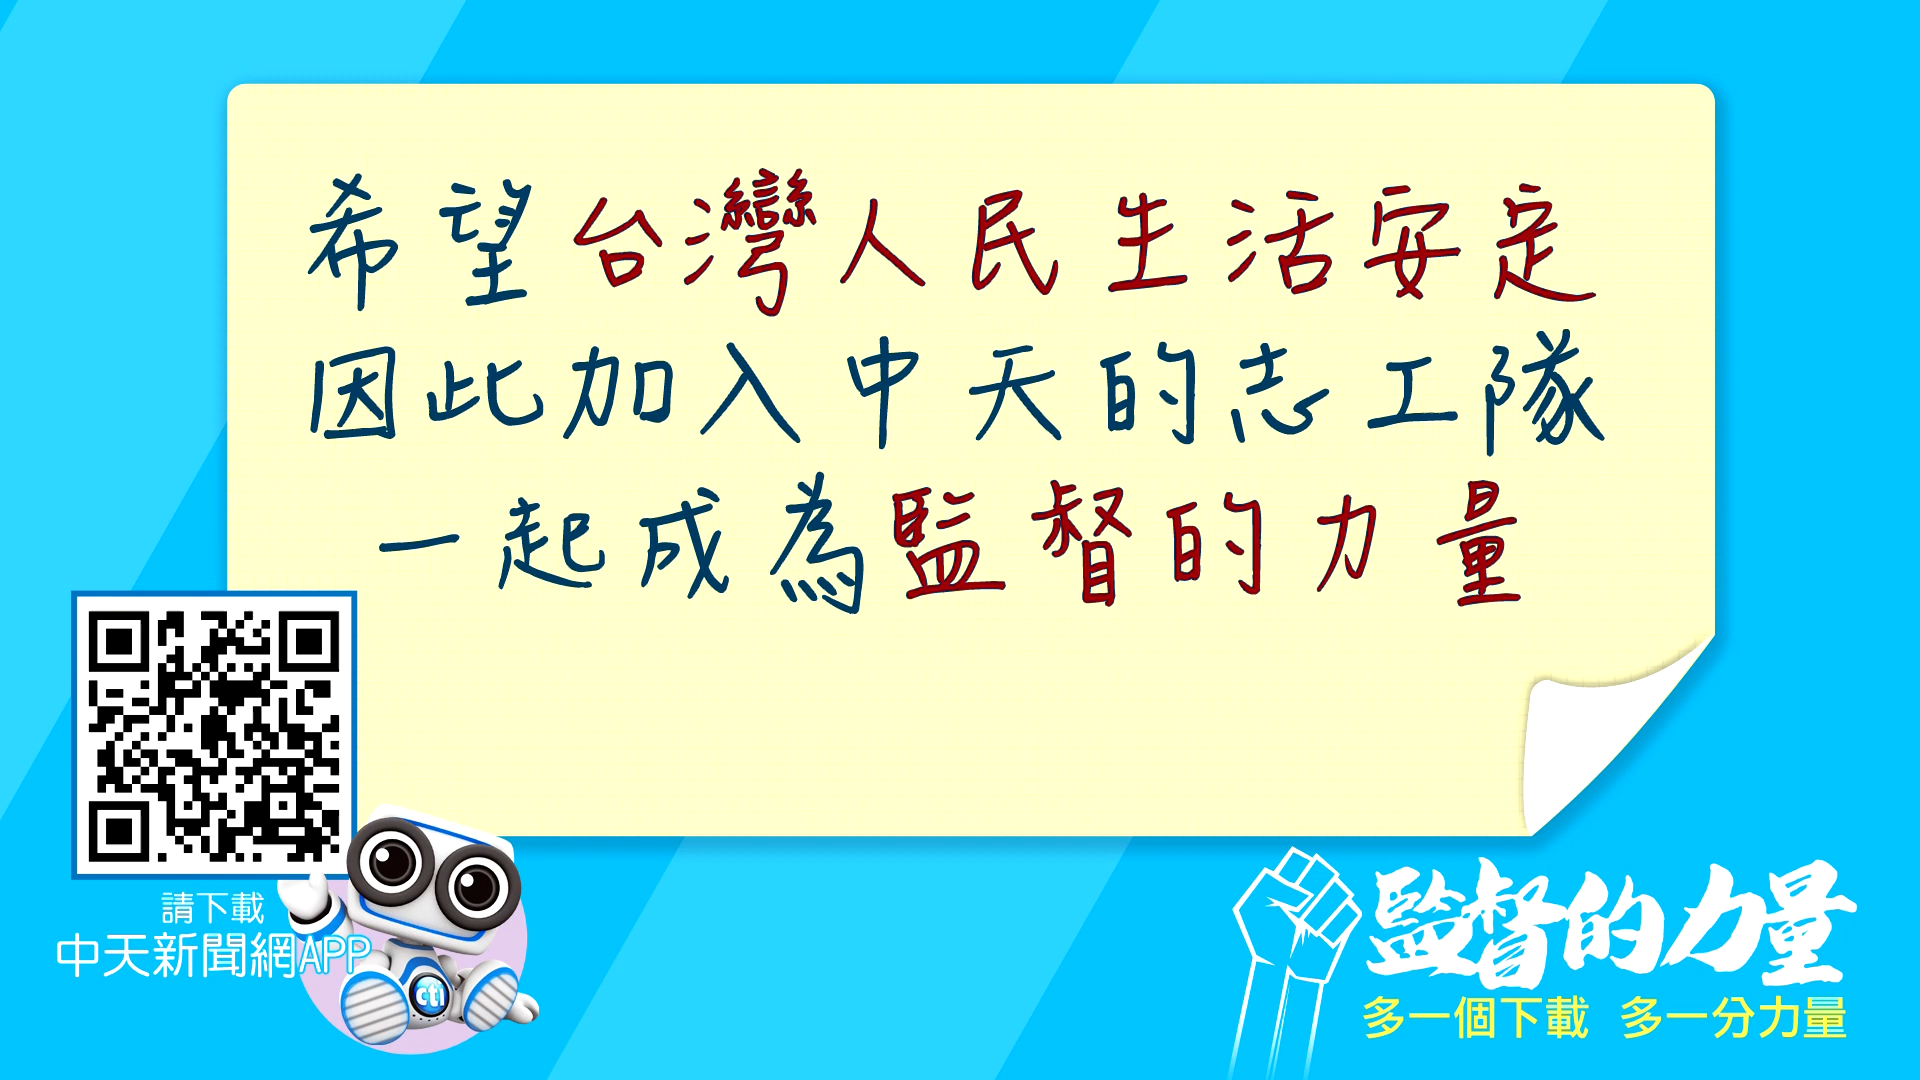 希望台灣人民生活安定
因此加入中天的志工隊
一起成為監督的力量
請下載
中天新聞網APP
cti
監督的力量
多一個下載 多一分力量